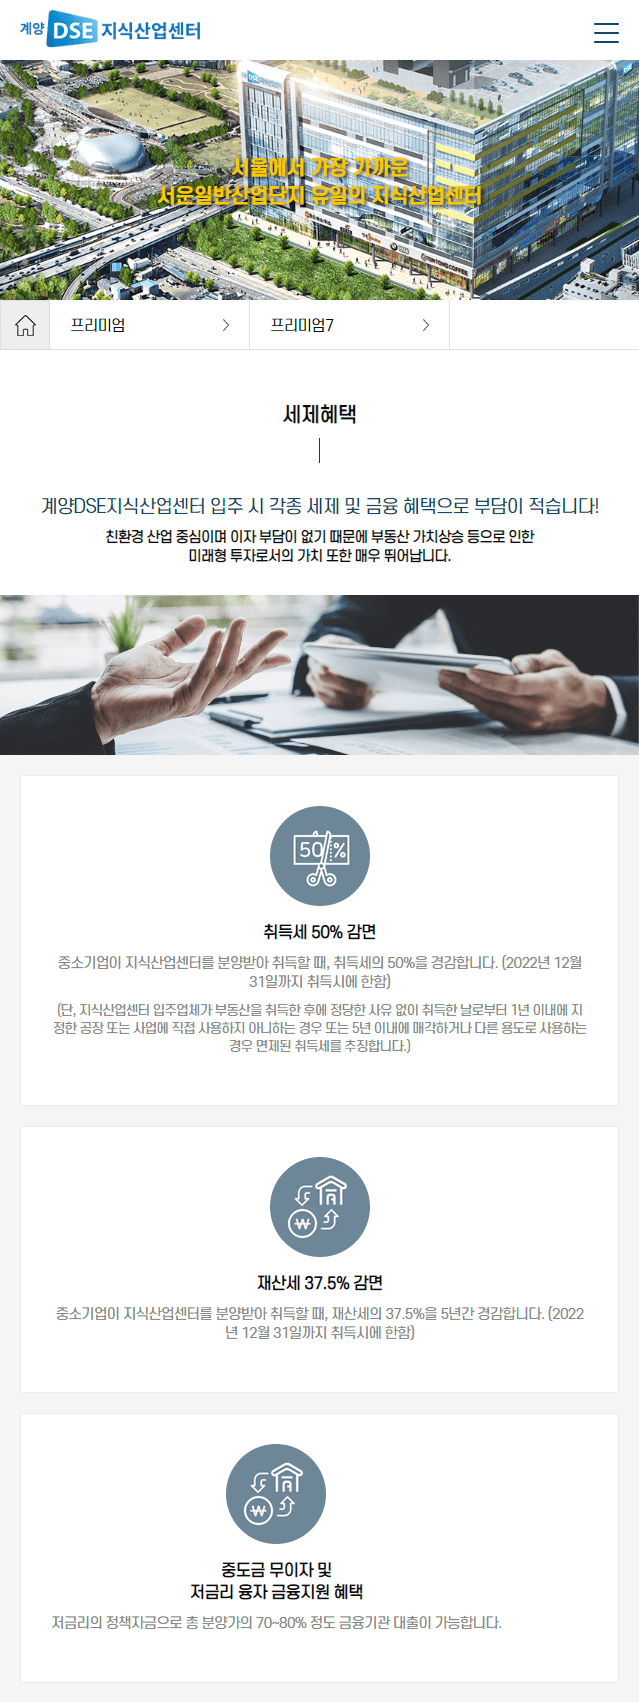 계양 DSE 지식산업센터
서울에서 가장 가까운
서운일반산업단지 유일의 지식산업센터
프리미엄
프리미엄7
세제혜택
계양DSE지식산업센터 입주 시 각종 세제 및 금융 혜택으로 부담이 적습니다!
친환경 산업 중심이며 이자 부담이 없기 때문에 부동산 가치상승 등으로 인한
미래형 투자로서의 가치 또한 매우 뛰어납니다.
50 %
취득세 50% 감면
중소기업이 지식산업센터를 분양받아 취득할 때, 취득세의 50%을 경감합니다. (2022년 12월
31일까지 취득시에 한함)
(단, 지식산업센터 입주업체가 부동산을 취득한 후에 정당한 사유 없이 취득한 날로부터 1년 이내에 지
정한 공장 또는 사업에 직접 사용하지 아니하는 경우 또는 5년 이내에 매각하거나 다른 용도로 사용하는
경우 면제된 취득세를 추징합니다.)
재산세 37.5% 감면
중소기업이 지식산업센터를 분양받아 취득할 때, 재산세의 37.5%을 5년간 경감합니다. (2022
년 12월 31일까지 취득시에 한함)
중도금 무이자 및
저금리 융자 금융지원 혜택
저금리의 정책자금으로 총 분양가의 70~80% 정도 금융기관 대출이 가능합니다.